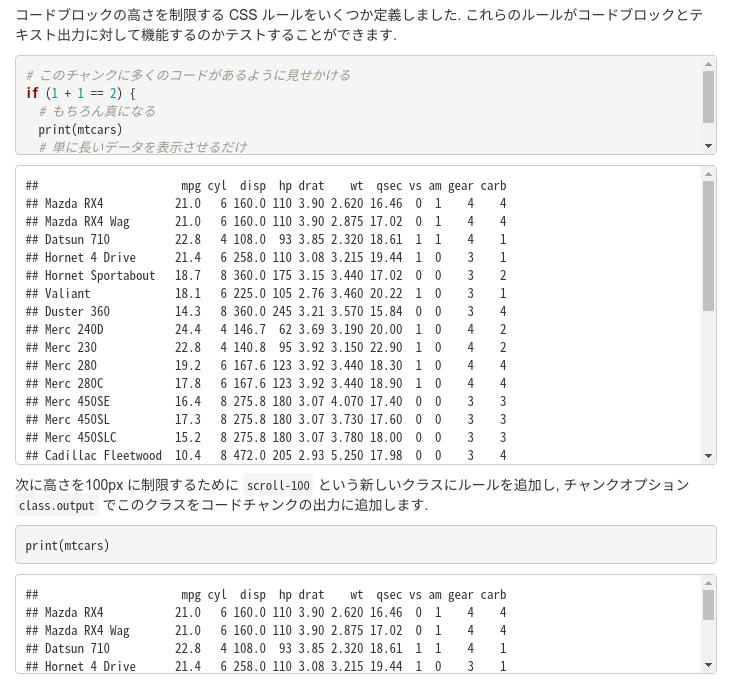 コードブロックの高さを制限する CSS ルールをいくつか定義しました. これらのルールがコードブロックとテ
キスト出力に対して機能するのかテストすることができます.
# このチャンクに多くのコードがあるように見せかける
if (1 + 1 == 2) {
  # もちろん真になる
  print(mtcars)
  # 単に長いデータを表示させるだけ
##                      mpg cyl  disp  hp drat    wt  qsec vs am gear carb
## Mazda RX4           21.0   6 160.0 110 3.90 2.620 16.46  0  1    4    4
## Mazda RX4 Wag       21.0   6 160.0 110 3.90 2.875 17.02  0  1    4    4
## Datsun 710          22.8   4 108.0  93 3.85 2.320 18.61  1  1    4    1
## Hornet 4 Drive      21.4   6 258.0 110 3.08 3.215 19.44  1  0    3    1
## Hornet Sportabout   18.7   8 360.0 175 3.15 3.440 17.02  0  0    3    2
## Valiant             18.1   6 225.0 105 2.76 3.460 20.22  1  0    3    1
## Duster 360          14.3   8 360.0 245 3.21 3.570 15.84  0  0    3    4
## Merc 240D           24.4   4 146.7  62 3.69 3.190 20.00  1  0    4    2
## Merc 230            22.8   4 140.8  95 3.92 3.150 22.90  1  0    4    2
## Merc 280            19.2   6 167.6 123 3.92 3.440 18.30  1  0    4    4
## Merc 280C           17.8   6 167.6 123 3.92 3.440 18.90  1  0    4    4
## Merc 450SE          16.4   8 275.8 180 3.07 4.070 17.40  0  0    3    3
## Merc 450SL          17.3   8 275.8 180 3.07 3.730 17.60  0  0    3    3
## Merc 450SLC         15.2   8 275.8 180 3.07 3.780 18.00  0  0    3    3
## Cadillac Fleetwood  10.4   8 472.0 205 2.93 5.250 17.98  0  0    3    4
次に高さを100px に制限するために scroll-100 という新しいクラスにルールを追加し, チャンクオプション
class.output でこのクラスをコードチャンクの出力に追加します.
print(mtcars)
##                      mpg cyl  disp  hp drat    wt  qsec vs am gear carb
## Mazda RX4           21.0   6 160.0 110 3.90 2.620 16.46  0  1    4    4
## Mazda RX4 Wag       21.0   6 160.0 110 3.90 2.875 17.02  0  1    4    4
## Datsun 710          22.8   4 108.0  93 3.85 2.320 18.61  1  1    4    1
## Hornet 4 Drive      21.4   6 258.0 110 3.08 3.215 19.44  1  0    3    1